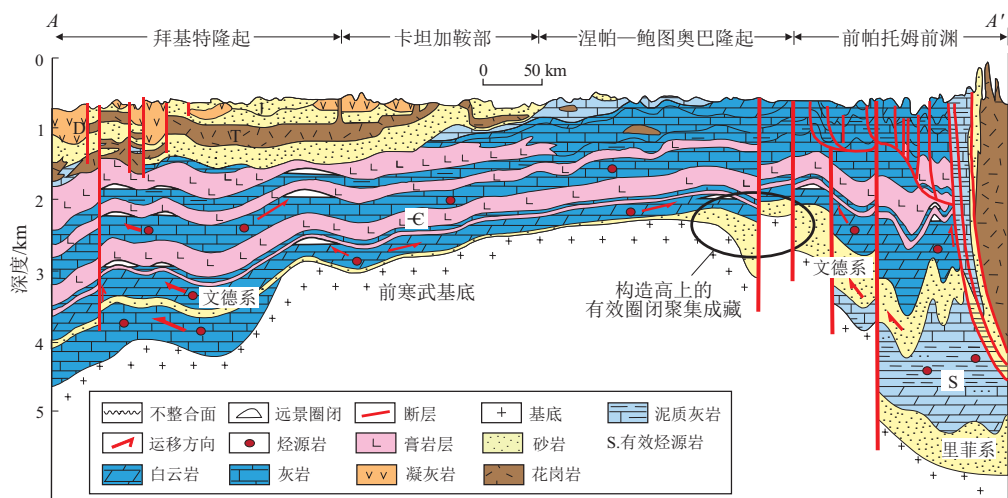 A A′
拜基特隆起 卡坦加鞍部 涅帕—鲍图奥巴隆起 前帕托姆前渊
0 50 km
0
1
2
3
4
5
深度/km
D
J
T
Є
文德系
前寒武基底
构造高上的
有效圈闭聚集成藏
文德系
S
里菲系
不整合面 远景圈闭 断层 基底 泥质灰岩
运移方向 烃源岩 膏岩层 砂岩 S.有效烃源岩
白云岩 灰岩 凝灰岩 花岗岩